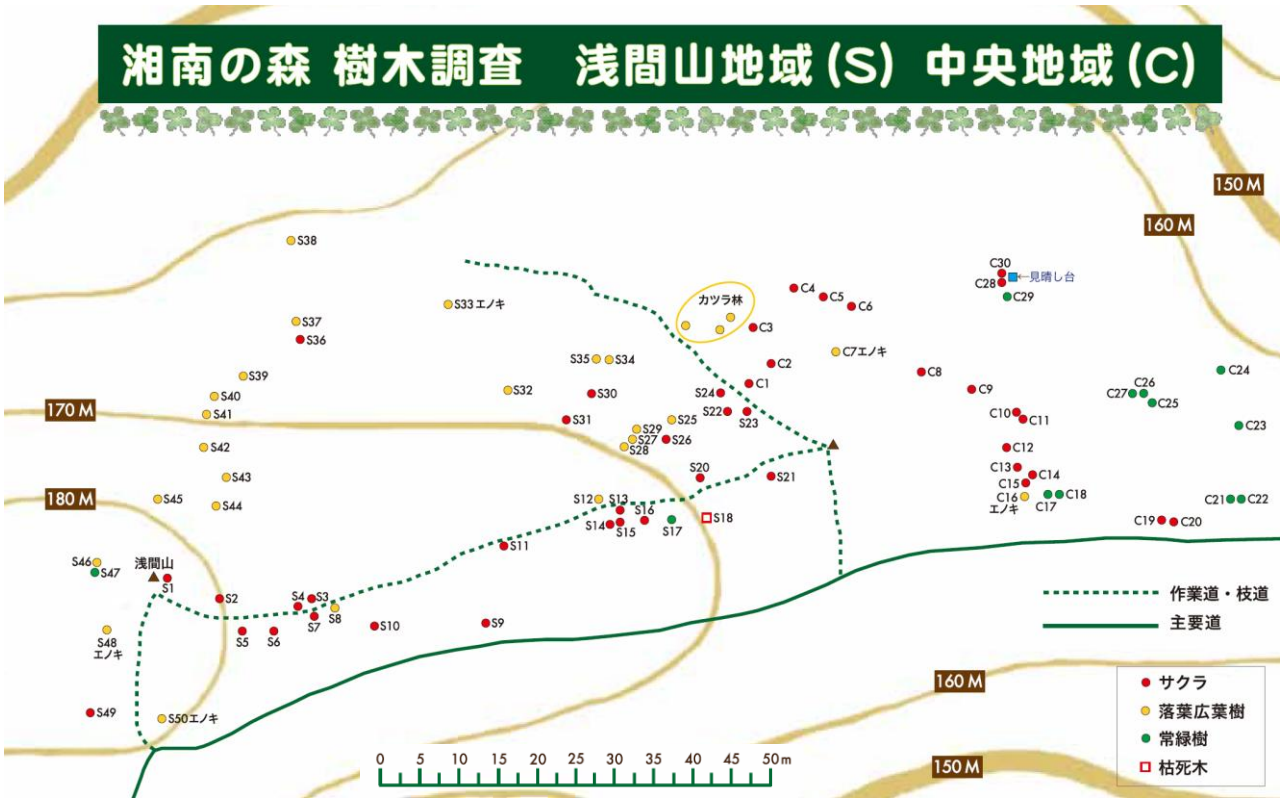 湘南の森 樹木調査 浅間山地域(S) 中央地域(C)
150 M
160 M
S38
C30
←見晴し台
C28
C29
カツラ林
C4
C5
C6
S33 エノキ
C3
S37
S36
C7エノキ
S35
S34
C2
C8
C24
S39
C1
S40
S32
S30
S24
C9
C26
C27
C25
170 M
S41
S31
S25
S22
S23
C10
C11
S29
S27
S26
S28
C23
S42
C12
S43
S20
S21
C13
C14
C15
180 M
S45
S44
S12
S13
C16
エノキ
C17
C18
C21
C22
S16
S14
S15
S17
S18
C19
C20
S11
S46
S47
浅間山
S1
S2
S4
S3
S7
S8
作業道・枝道
主要道
S48
エノキ
S5
S6
S10
S9
160 M
サクラ
S49
S50エノキ
落葉広葉樹
常緑樹
枯死木
0 5 10 15 20 25 30 35 40 45 50m
150 M